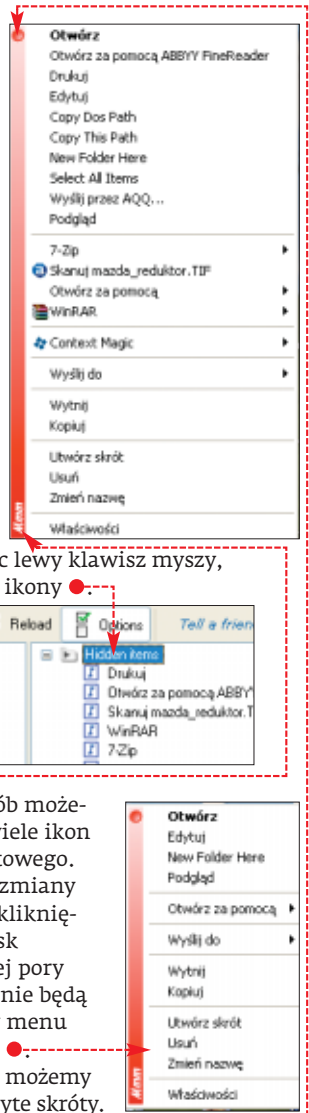 Otwórz
Otwórz za pomocą ABBYY FineReader
Drukuj
Edytuj
Copy Dos Path
Copy This Path
New Folder Here
Select All Items
Wyślij przez AQQ...
Podgląd
7-Zip
Skanuj mazda_reduktor.TIF
Otwórz za pomocą
WinRAR
Context Magic
Wyślij do
Wytnij
Kopiuj
Utwórz skrót
Usuń
Zmień nazwę
Właściwości
c lewy klawisz myszy,
ikony
Reload Options Tell a frien
Hidden items
Drukuj
Otwórz za pomocą ABBY
Skanuj mazda_reduktor.T
WinRAR
7-Zip
ób może-
iele ikon
towego.
zmiany
kliknię-
sk
ej pory
nie będą
menu
możemy
yte skróty.
Otwórz
Edytuj
New Folder Here
Podgląd
Otwórz za pomocą
Wyślij do
Wytnij
Kopiuj
Utwórz skrót
Usuń
Zmień nazwę
Właściwości